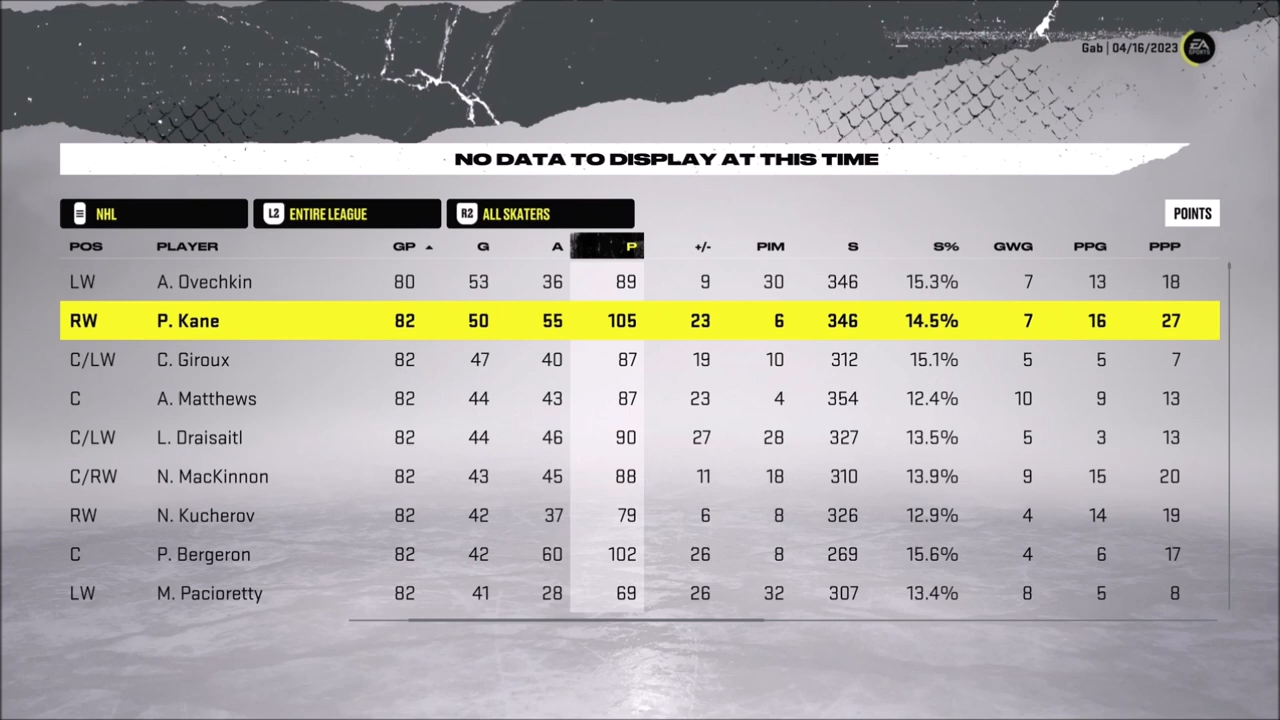 Gab | 04/16/2023 EA SPORTS
NO DATA TO DISPLAY AT THIS TIME
NHL L2 ENTIRE LEAGUE R2 ALL SKATERS POINTS
POS PLAYER GP G A P +/- PIM S S% GWG PPG PPP
LW A. Ovechkin 80 53 36 89 9 30 346 15.3% 7 13 18
RW P. Kane 82 50 55 105 23 6 346 14.5% 7 16 27
C/LW C. Giroux 82 47 40 87 19 10 312 15.1% 5 5 7
C A. Matthews 82 44 43 87 23 4 354 12.4% 10 9 13
C/LW L. Draisaitl 82 44 46 90 27 28 327 13.5% 5 3 13
C/RW N. MacKinnon 82 43 45 88 11 18 310 13.9% 9 15 20
RW N. Kucherov 82 42 37 79 6 8 326 12.9% 4 14 19
C P. Bergeron 82 42 60 102 26 8 269 15.6% 4 6 17
LW M. Pacioretty 82 41 28 69 26 32 307 13.4% 8 5 8